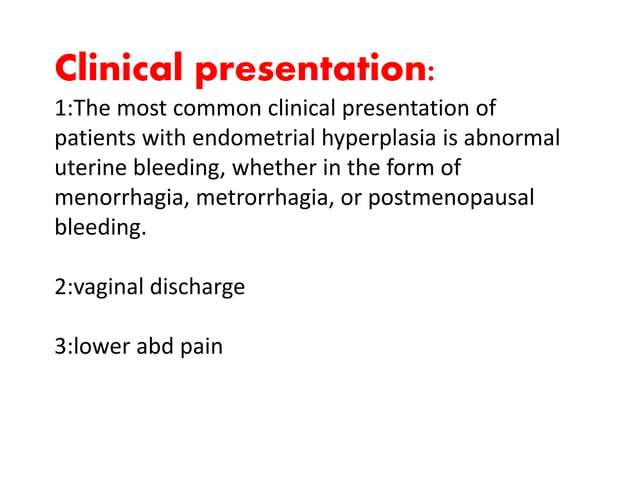 Clinical presentation:
1:The most common clinical presentation of
patients with endometrial hyperplasia is abnormal
uterine bleeding, whether in the form of
menorrhagia, metrorrhagia, or postmenopausal
bleeding.
2:vaginal discharge
3:lower abd pain